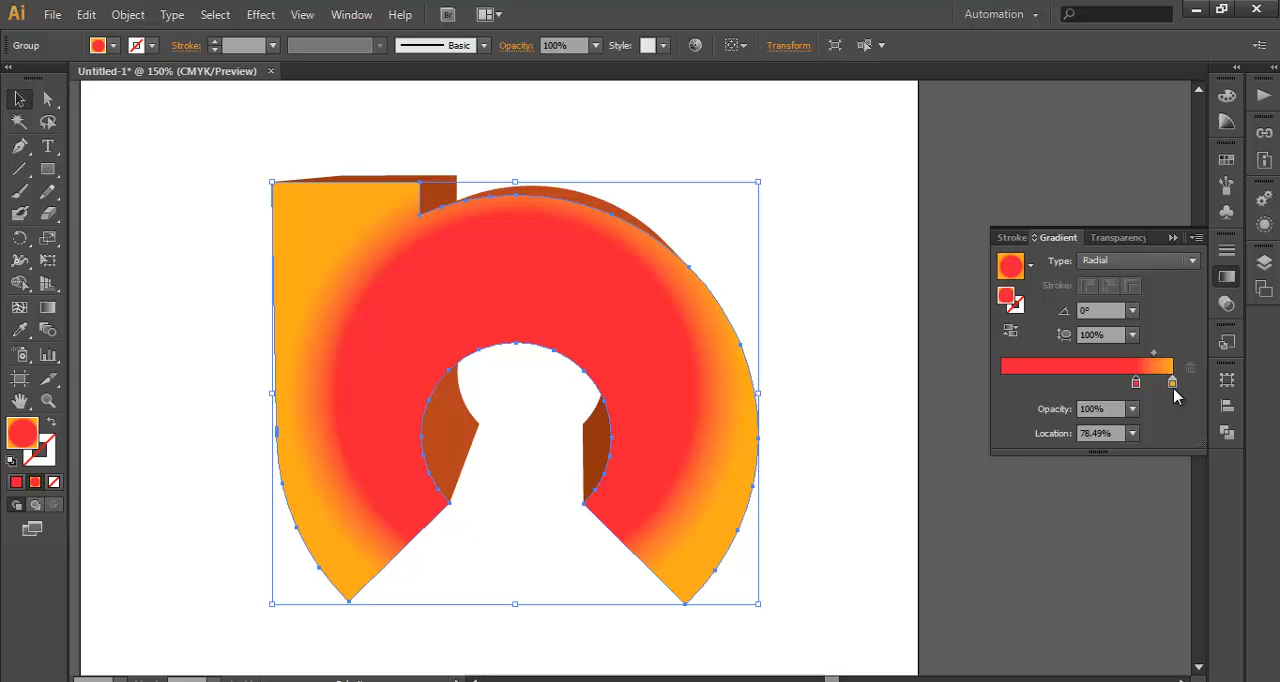 Ai File Edit Object Type Select Effect View Window Help Br Automation
Group Stroke: Basic Opacity: 100% Style: Transform
Untitled-1* @ 150% (CMYK/Preview) ×
Stroke Gradient Transparency
Type: Radial
Stroke:
0°
100%
Opacity: 100%
Location: 78.49%